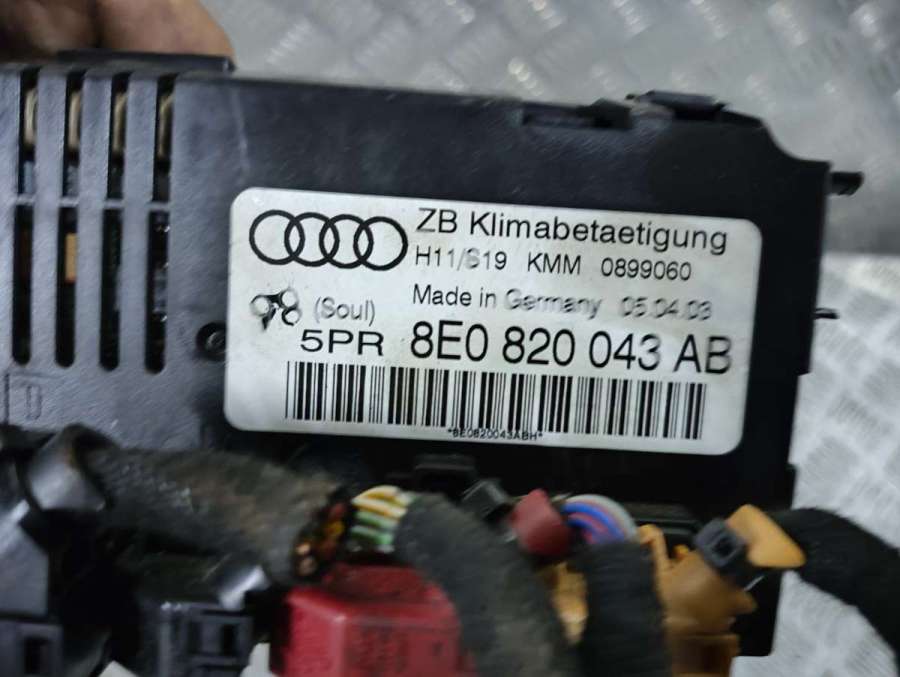 ZB Klimabetaetigung
H11/S19 KMM 0899060
98 (Soul) Made in Germany 05.04.03
5PR 8E0 820 043 AB
*8E0820043ABH*